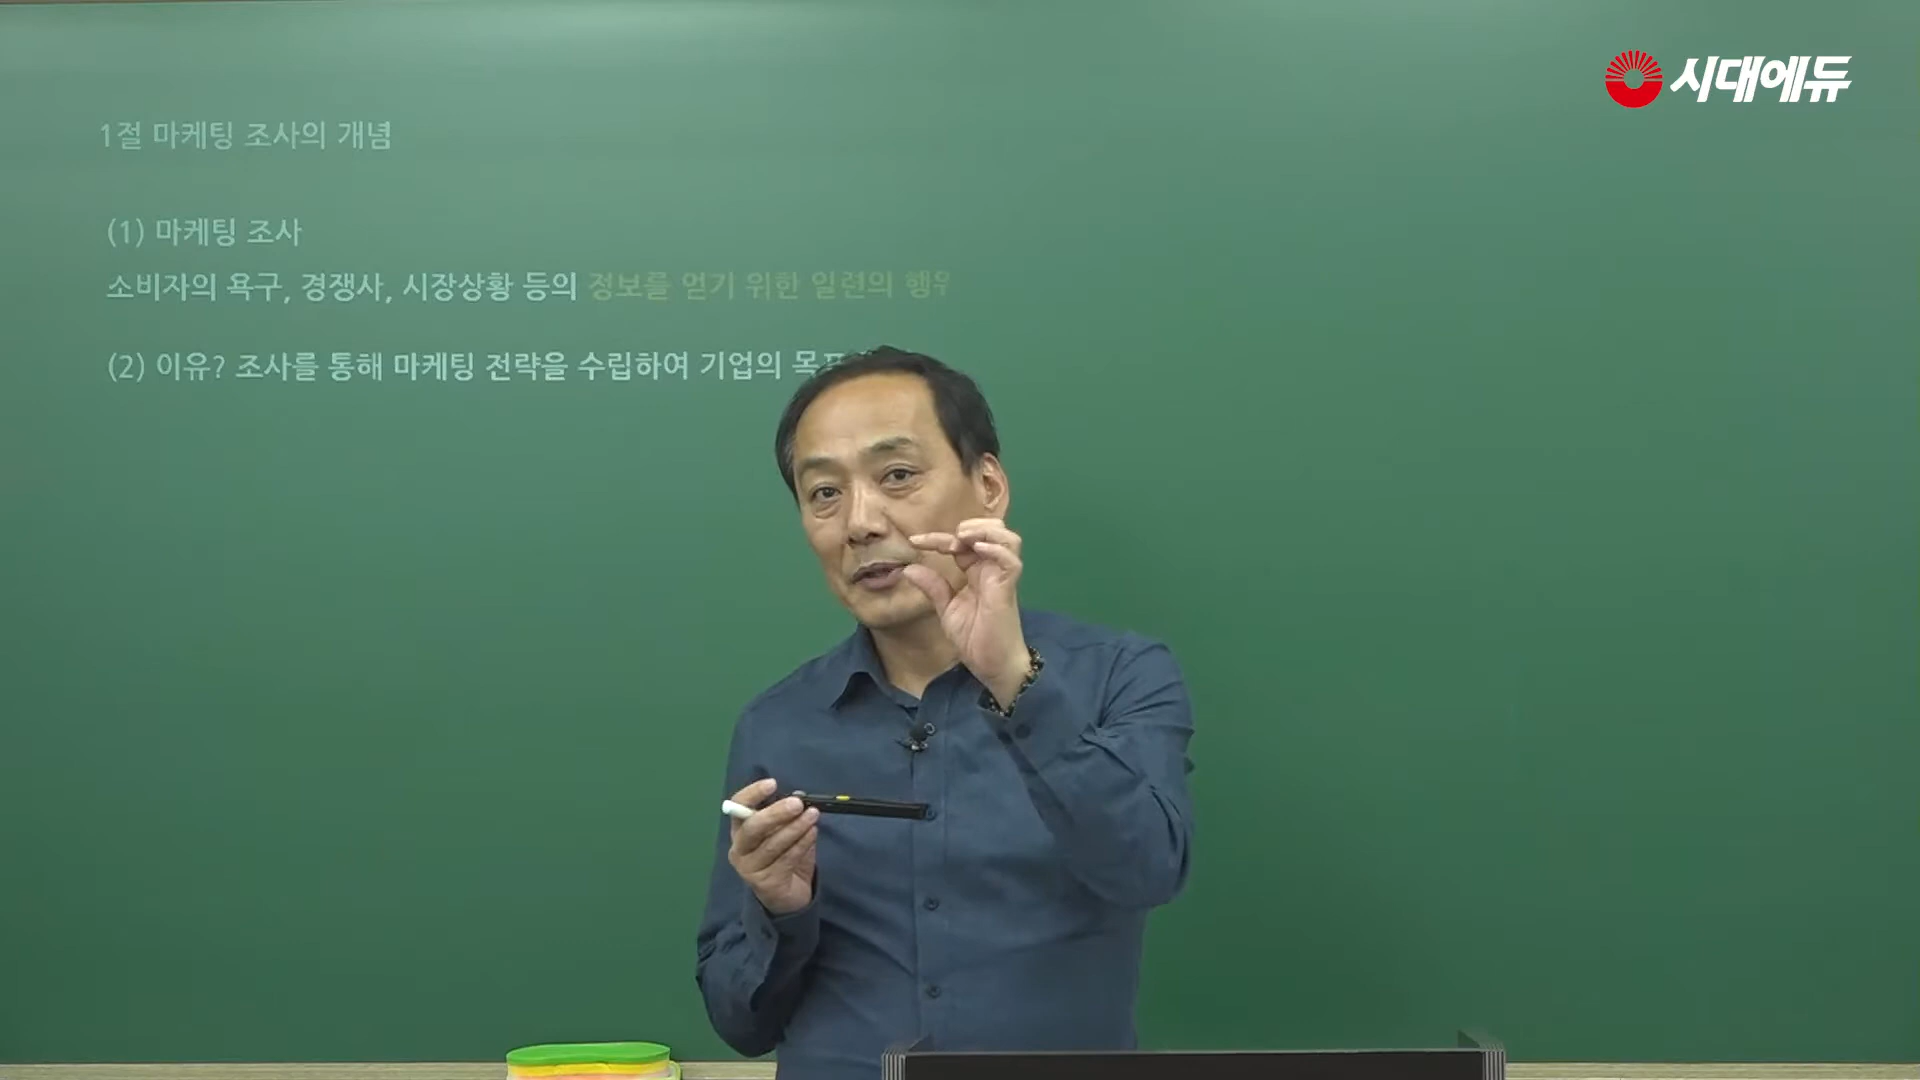 시대에듀
1절 마케팅 조사의 개념
(1) 마케팅 조사
소비자의 욕구, 경쟁사, 시장상황 등의 정보를 얻기 위한 일련의
(2) 이유? 조사를 통해 마케팅 전략을 수립하여 기업의